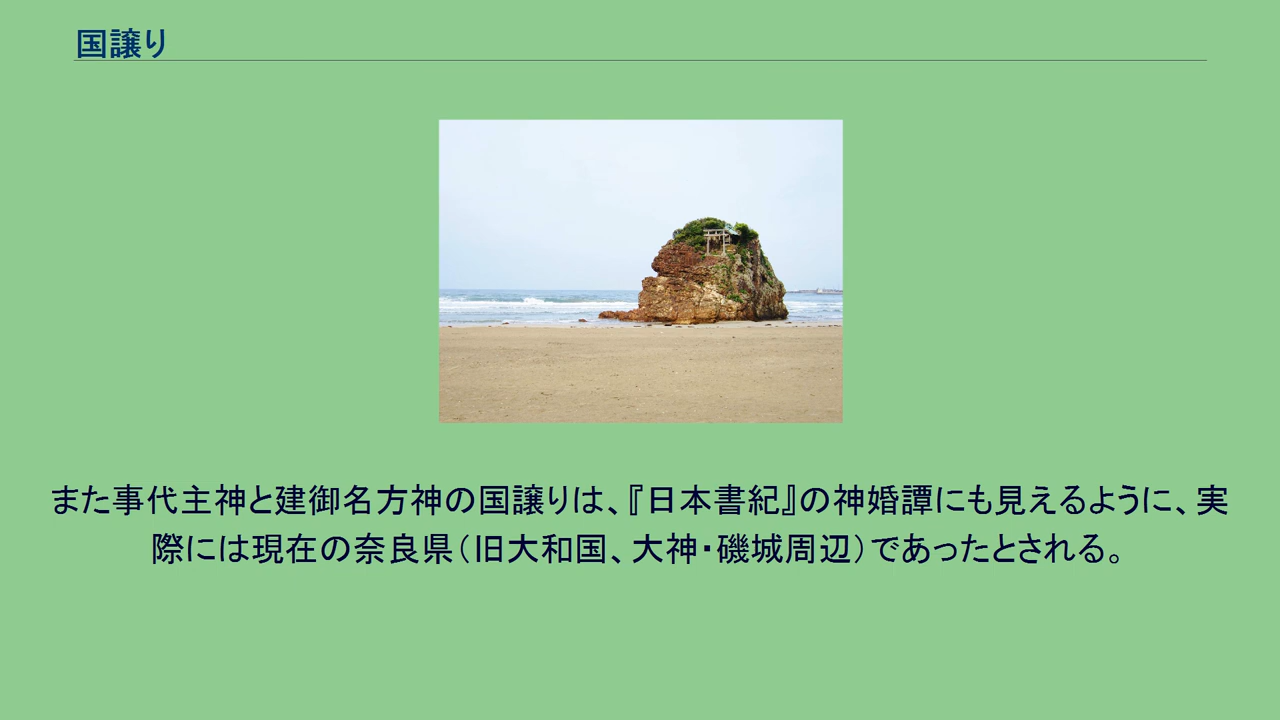 国譲り
また事代主神と建御名方神の国譲りは、『日本書紀』の神婚譚にも見えるように、実
際には現在の奈良県（旧大和国、大神・磯城周辺）であったとされる。